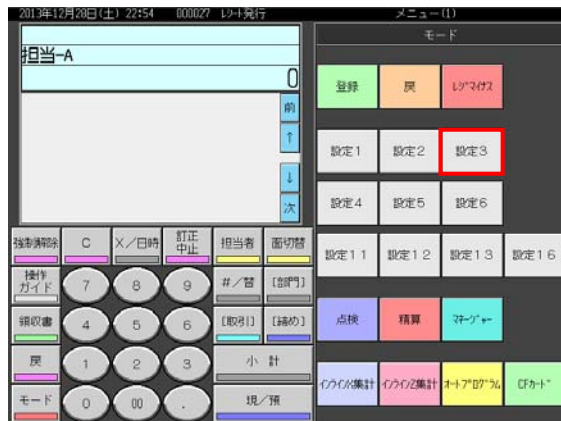 2013年12月28日(土) 22:54 000027 レシート発行 メニュー(1)
モード
担当-A
0
前
↑
↓
次
登録 戻 レジマイナス
設定1 設定2 設定3
設定4 設定5 設定6
設定11 設定12 設定13 設定16
点検 精算 マネージャー
インラインX集計 インラインZ集計 オートプログラム CFカード
強制解除 C X/日時 訂正中止 担当者 面切替
操作ガイド 7 8 9 #/替 [部門]
領収書 4 5 6 [取引] [締め]
戻 1 2 3 小計
モード 0 00 . 現/預